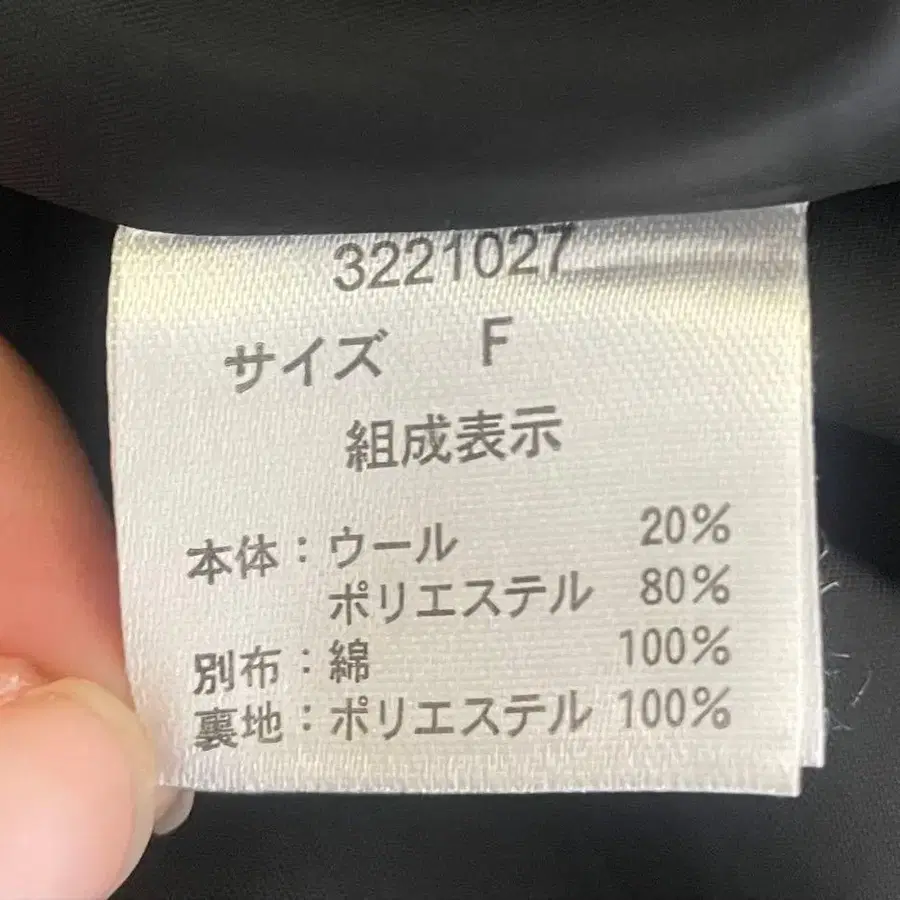 3221027
サイズ F
組成表示
本体：ウール 20%
ポリエステル 80%
別布：綿 100%
裏地：ポリエステル 100%